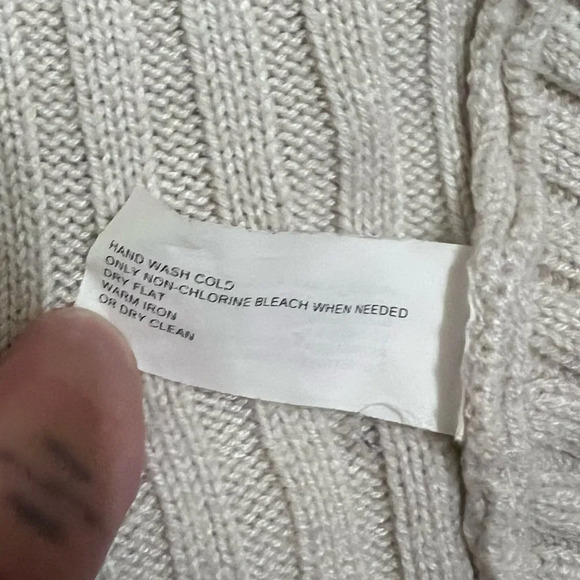 HAND WASH COLD
ONLY NON-CHLORINE BLEACH WHEN NEEDED
DRY FLAT
WARM IRON
OR DRY CLEAN